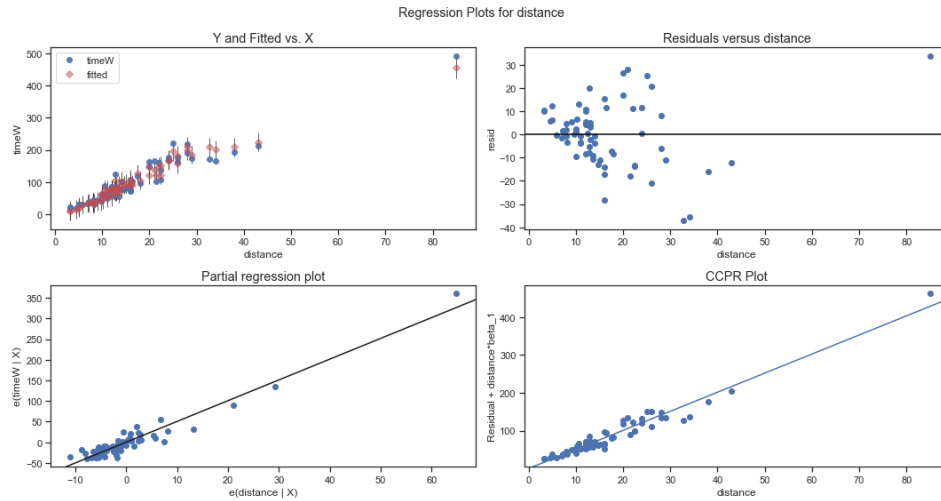 Regression Plots for distance
Y and Fitted vs. X
timeW
fitted
timeW
500
400
300
200
100
0
0 10 20 30 40 50 60 70 80
distance
Residuals versus distance
resid
30
20
10
0
−10
−20
−30
−40
0 10 20 30 40 50 60 70 80
distance
Partial regression plot
e(timeW | X)
350
300
250
200
150
100
50
0
−50
−10 0 10 20 30 40 50 60
e(distance | X)
CCPR Plot
Residual + distance*beta_1
400
300
200
100
0 10 20 30 40 50 60 70 80
distance